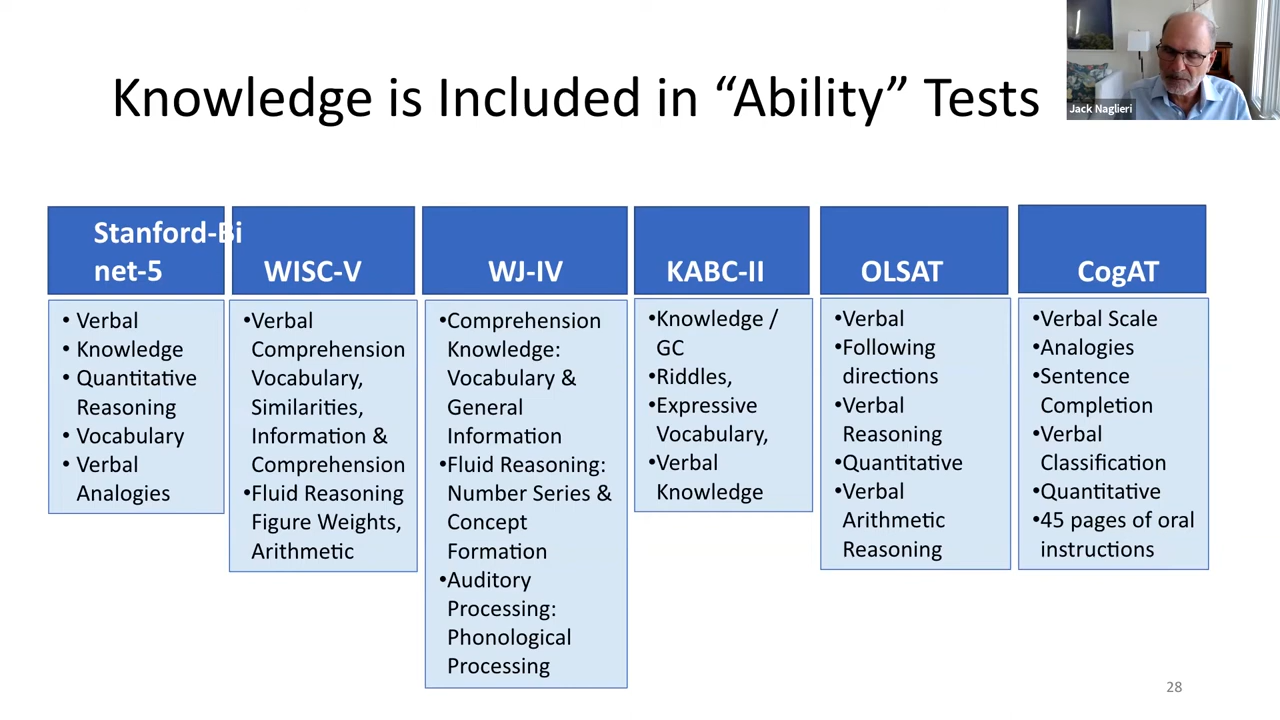 Knowledge is Included in “Ability” Tests
Jack Naglieri
Stanford-Bi
net-5
• Verbal
• Knowledge
• Quantitative
Reasoning
• Vocabulary
• Verbal
Analogies
WISC-V
•Verbal
Comprehension
Vocabulary,
Similarities,
Information &
Comprehension
•Fluid Reasoning
Figure Weights,
Arithmetic
WJ-IV
•Comprehension
Knowledge:
Vocabulary &
General
Information
•Fluid Reasoning:
Number Series &
Concept
Formation
•Auditory
Processing:
Phonological
Processing
KABC-II
•Knowledge /
GC
•Riddles,
•Expressive
Vocabulary,
•Verbal
Knowledge
OLSAT
•Verbal
•Following
directions
•Verbal
Reasoning
•Quantitative
•Verbal
Arithmetic
Reasoning
CogAT
•Verbal Scale
•Analogies
•Sentence
Completion
•Verbal
Classification
•Quantitative
•45 pages of oral
instructions
28